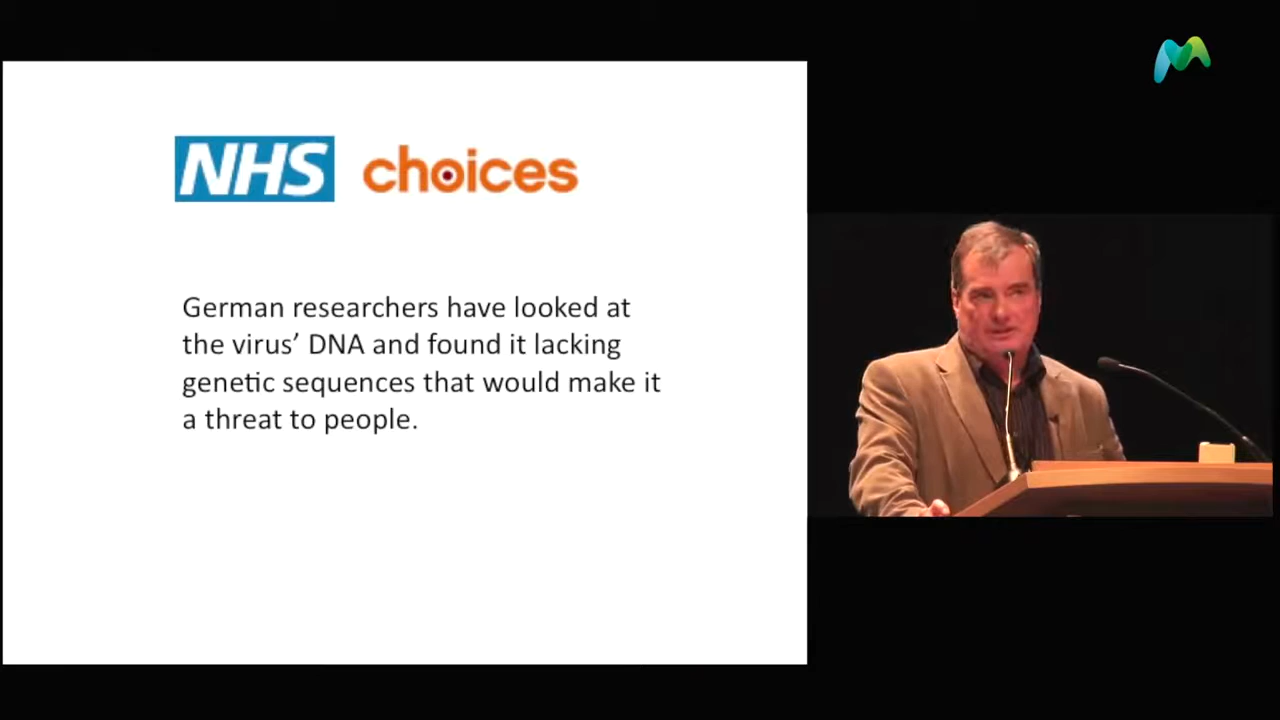 NHS choices
German researchers have looked at
the virus’ DNA and found it lacking
genetic sequences that would make it
a threat to people.